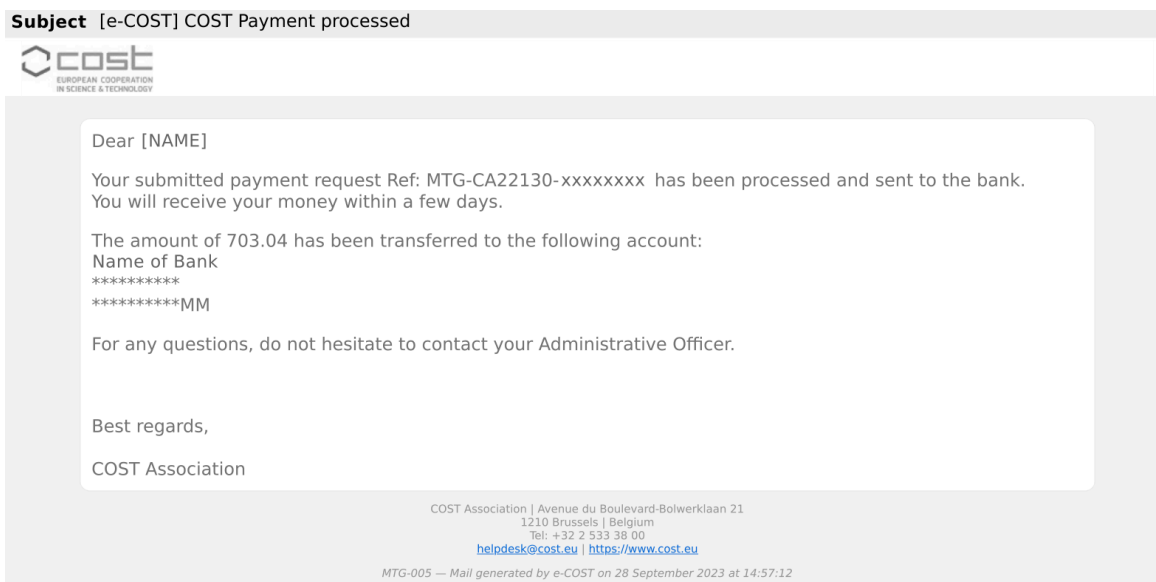 Subject [e-COST] COST Payment processed
cost
EUROPEAN COOPERATION
IN SCIENCE & TECHNOLOGY
Dear [NAME]
Your submitted payment request Ref: MTG-CA22130-xxxxxxxx has been processed and sent to the bank.
You will receive your money within a few days.
The amount of 703.04 has been transferred to the following account:
Name of Bank
**********
**********MM
For any questions, do not hesitate to contact your Administrative Officer.
Best regards,
COST Association
COST Association | Avenue du Boulevard-Bolwerklaan 21
1210 Brussels | Belgium
Tel: +32 2 533 38 00
helpdesk@cost.eu | https://www.cost.eu
MTG-005 — Mail generated by e-COST on 28 September 2023 at 14:57:12